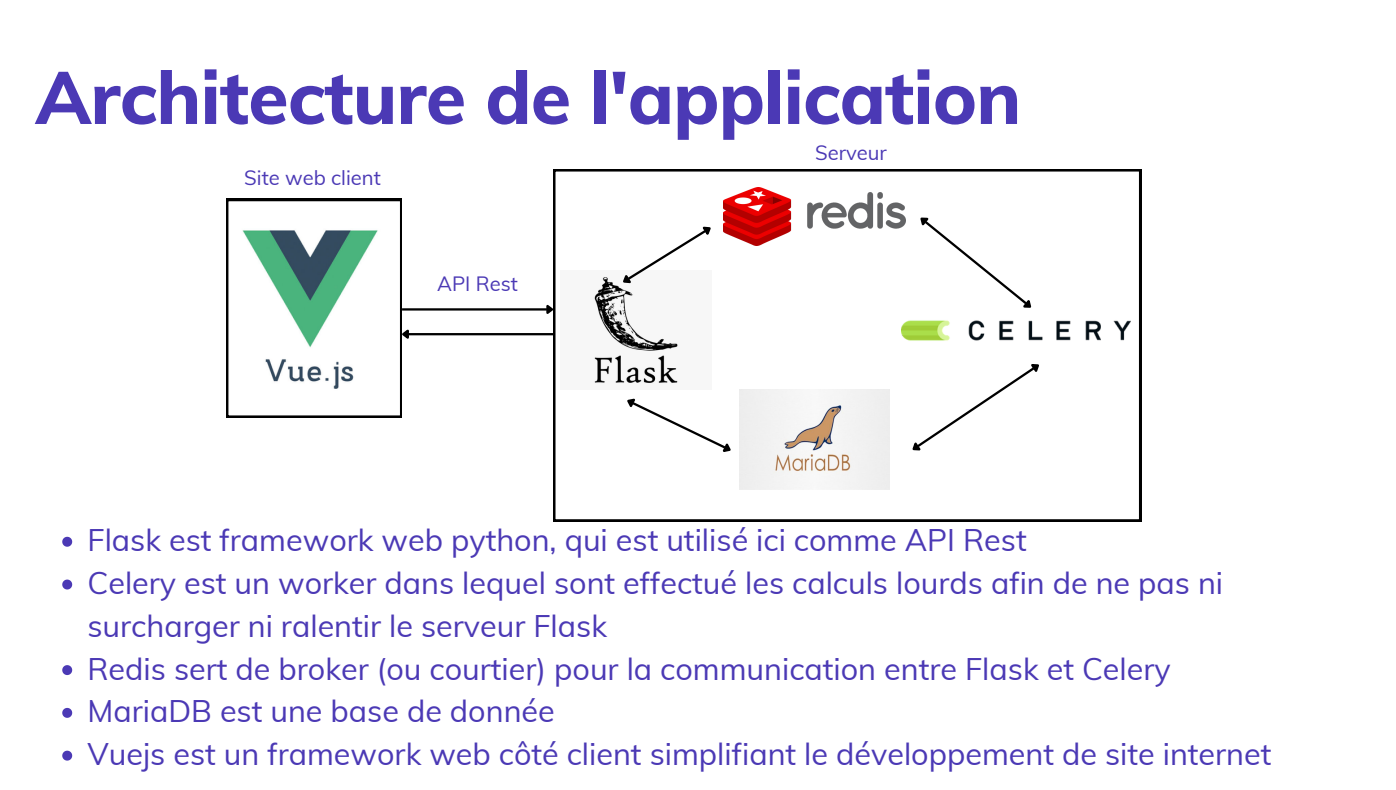 Architecture de l'application
Serveur
Site web client
redis
API Rest
CELERY
Vue.js
Flask
MariaDB
• Flask est framework web python, qui est utilisé ici comme API Rest
• Celery est un worker dans lequel sont effectué les calculs lourds afin de ne pas ni
surcharger ni ralentir le serveur Flask
• Redis sert de broker (ou courtier) pour la communication entre Flask et Celery
• MariaDB est une base de donnée
• Vuejs est un framework web côté client simplifiant le développement de site internet